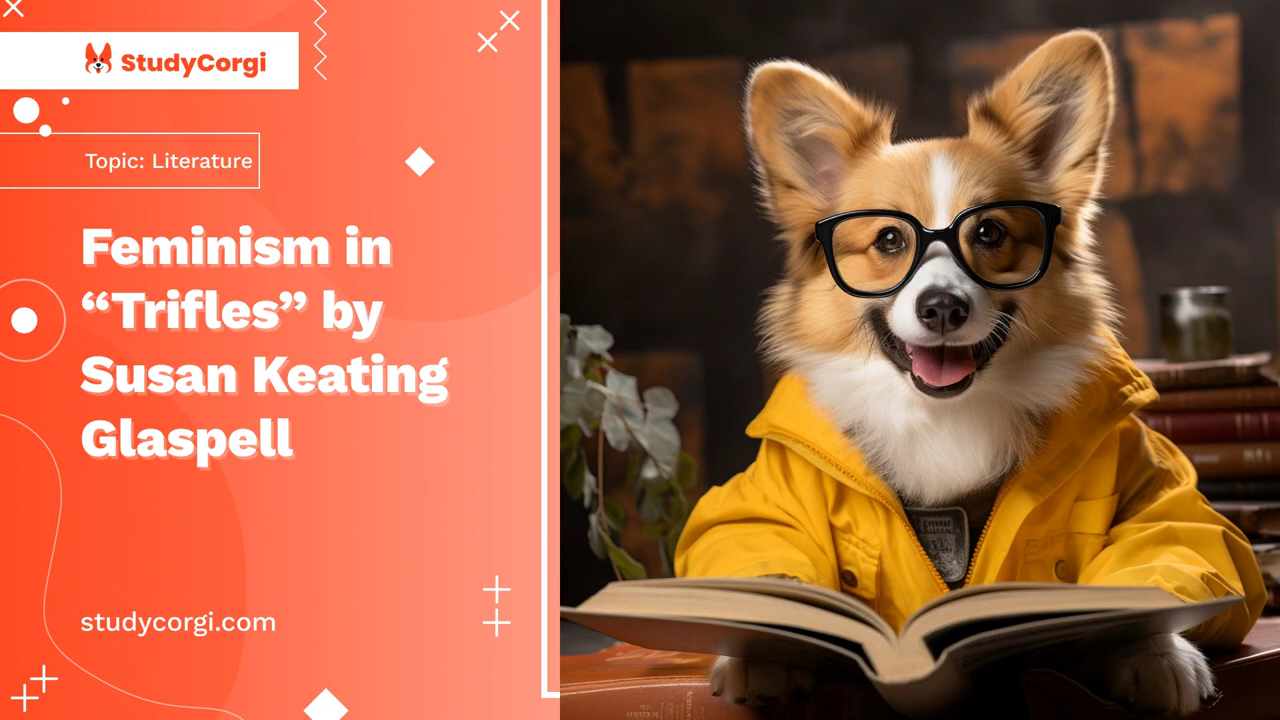 StudyCorgi
Topic: Literature
Feminism in
“Trifles” by
Susan Keating
Glaspell
studycorgi.com